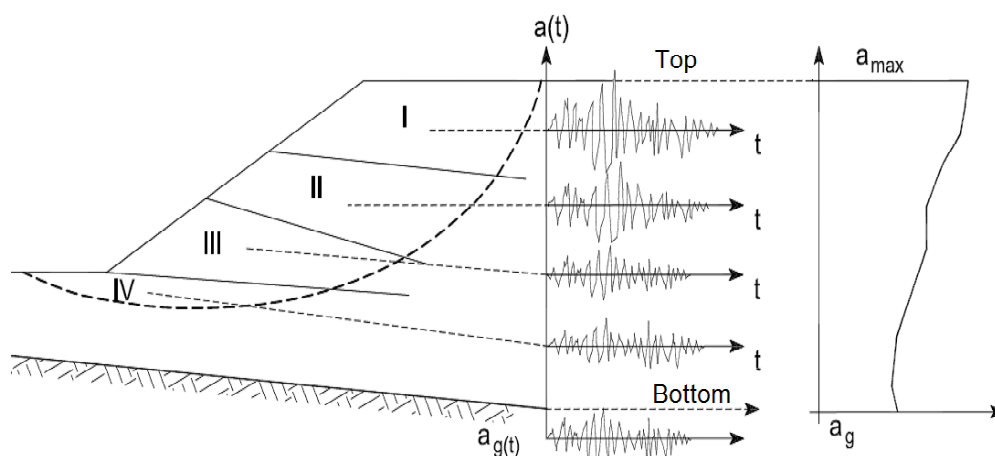 a(t)
Top
a_max
I
t
II
t
III
t
IV
t
Bottom
a_g(t)
a_g